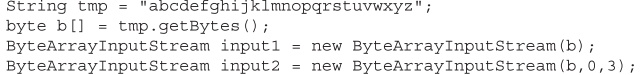 String tmp = "abcdefghijklmnopqrstuvwxyz";
byte b[] = tmp.getBytes();
ByteArrayInputStream input1 = new ByteArrayInputStream(b);
ByteArrayInputStream input2 = new ByteArrayInputStream(b,0,3);